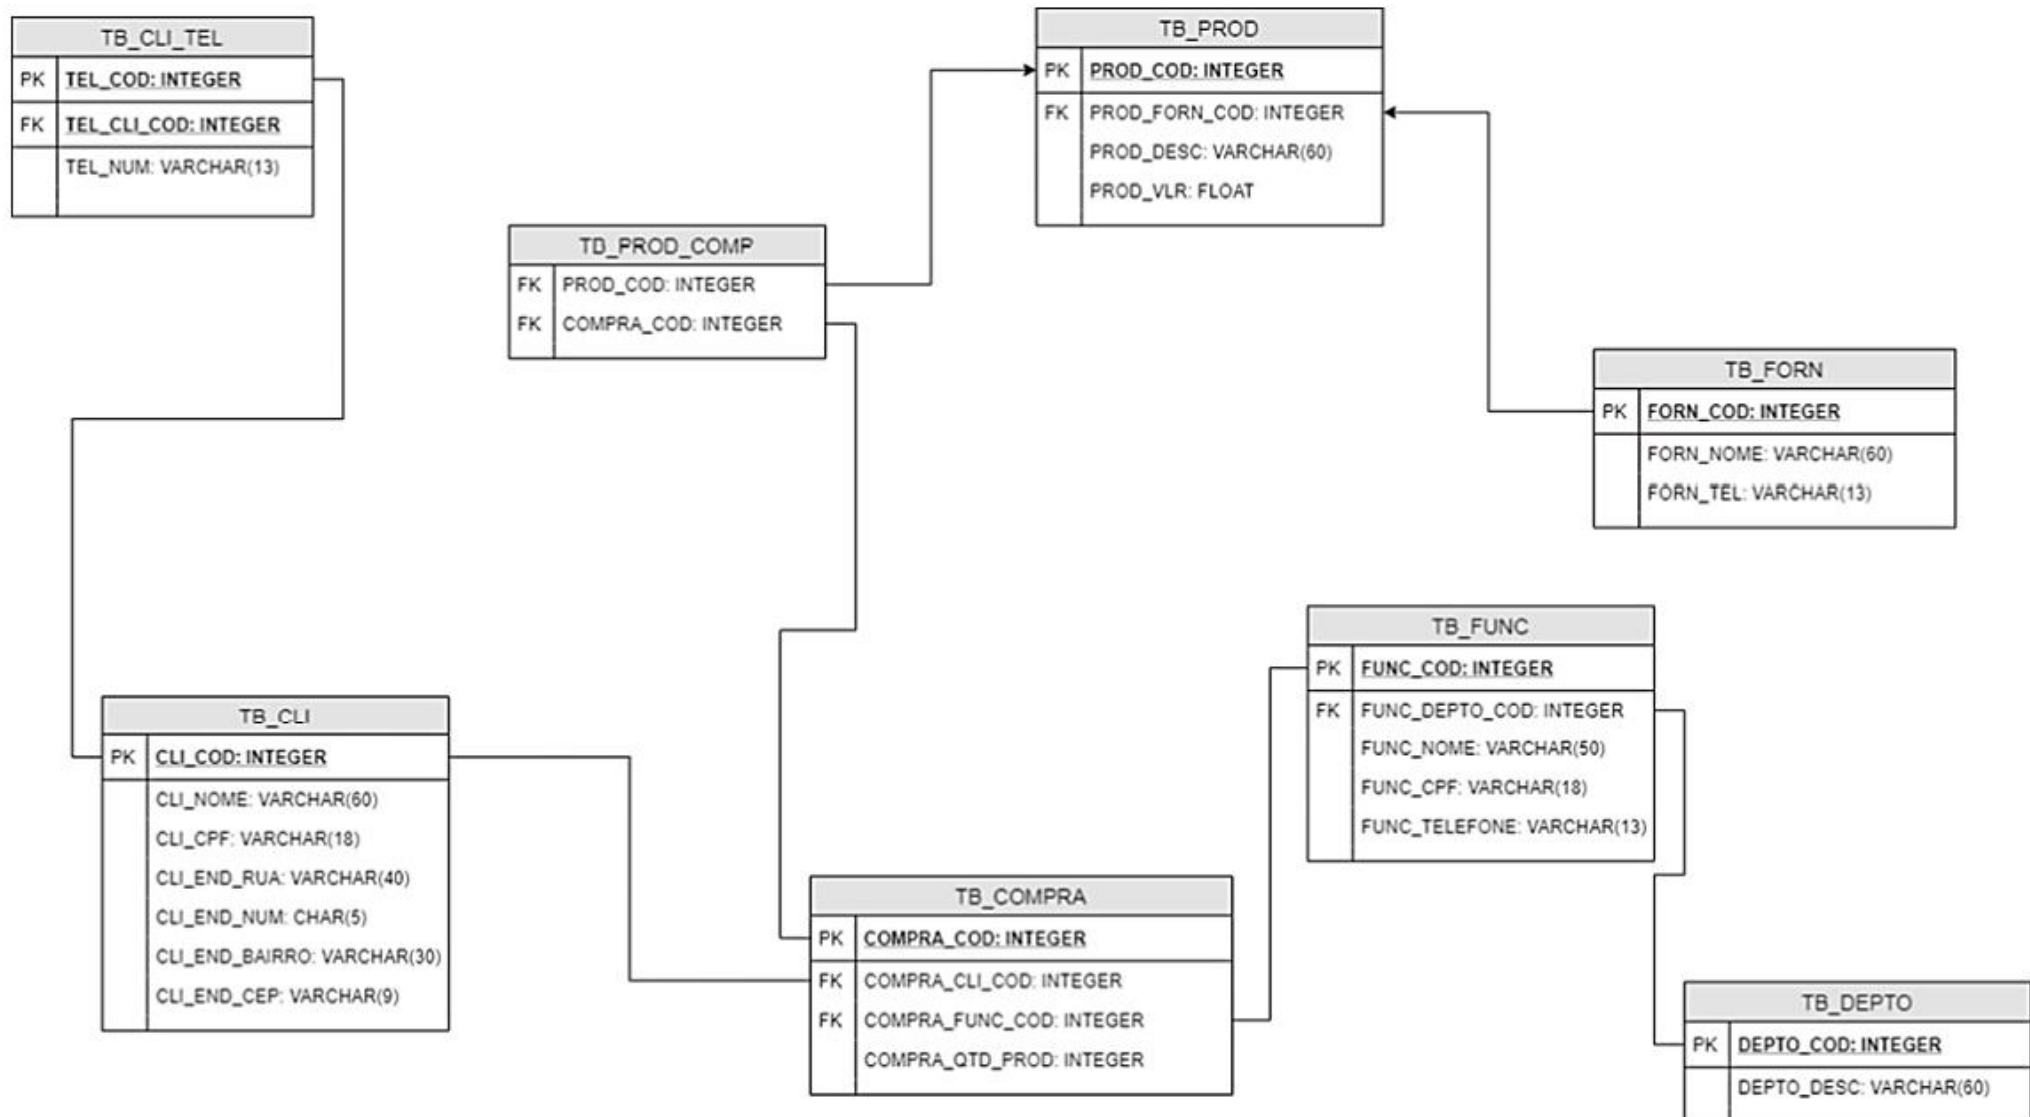 TB_CLI_TEL
PK TEL_COD: INTEGER
FK TEL_CLI_COD: INTEGER
TEL_NUM: VARCHAR(13)
TB_PROD
PK PROD_COD: INTEGER
FK PROD_FORN_COD: INTEGER
PROD_DESC: VARCHAR(60)
PROD_VLR: FLOAT
TB_PROD_COMP
FK PROD_COD: INTEGER
FK COMPRA_COD: INTEGER
TB_FORN
PK FORN_COD: INTEGER
FORN_NOME: VARCHAR(60)
FORN_TEL: VARCHAR(13)
TB_FUNC
PK FUNC_COD: INTEGER
FK FUNC_DEPTO_COD: INTEGER
FUNC_NOME: VARCHAR(50)
FUNC_CPF: VARCHAR(18)
FUNC_TELEFONE: VARCHAR(13)
TB_CLI
PK CLI_COD: INTEGER
CLI_NOME: VARCHAR(60)
CLI_CPF: VARCHAR(18)
CLI_END_RUA: VARCHAR(40)
CLI_END_NUM: CHAR(5)
CLI_END_BAIRRO: VARCHAR(30)
CLI_END_CEP: VARCHAR(9)
TB_COMPRA
PK COMPRA_COD: INTEGER
FK COMPRA_CLI_COD: INTEGER
FK COMPRA_FUNC_COD: INTEGER
COMPRA_QTD_PROD: INTEGER
TB_DEPTO
PK DEPTO_COD: INTEGER
DEPTO_DESC: VARCHAR(60)